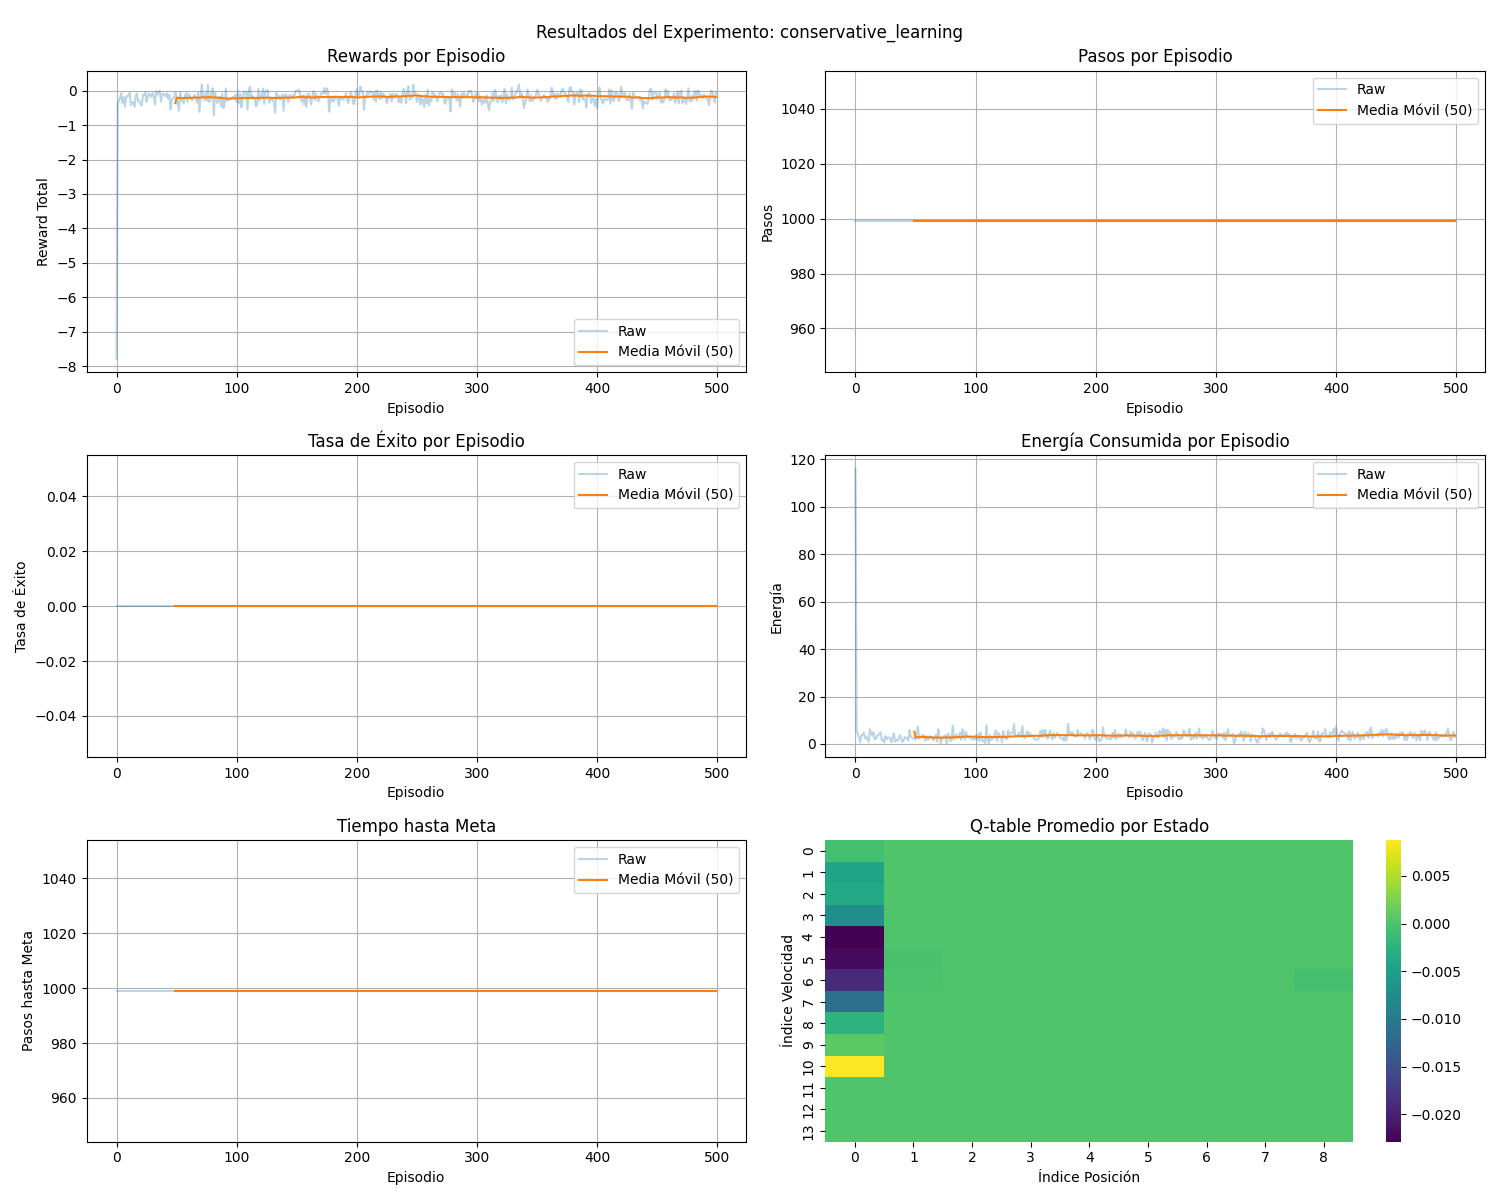 Resultados del Experimento: conservative_learning
Rewards por Episodio
0
−1
−2
−3
−4
−5
−6
−7
−8
Reward Total
Raw
Media Móvil (50)
0 100 200 300 400 500
Episodio
Pasos por Episodio
1040
1020
1000
980
960
Pasos
Raw
Media Móvil (50)
0 100 200 300 400 500
Episodio
Tasa de Éxito por Episodio
0.04
0.02
0.00
−0.02
−0.04
Tasa de Éxito
Raw
Media Móvil (50)
0 100 200 300 400 500
Episodio
Energía Consumida por Episodio
120
100
80
60
40
20
0
Energía
Raw
Media Móvil (50)
0 100 200 300 400 500
Episodio
Tiempo hasta Meta
1040
1020
1000
980
960
Pasos hasta Meta
Raw
Media Móvil (50)
0 100 200 300 400 500
Episodio
Q-table Promedio por Estado
0
1
2
3
4
5
6
7
8
9
10
11
12
13
Índice Velocidad
0 1 2 3 4 5 6 7 8
Índice Posición
0.005
0.000
−0.005
−0.010
−0.015
−0.020